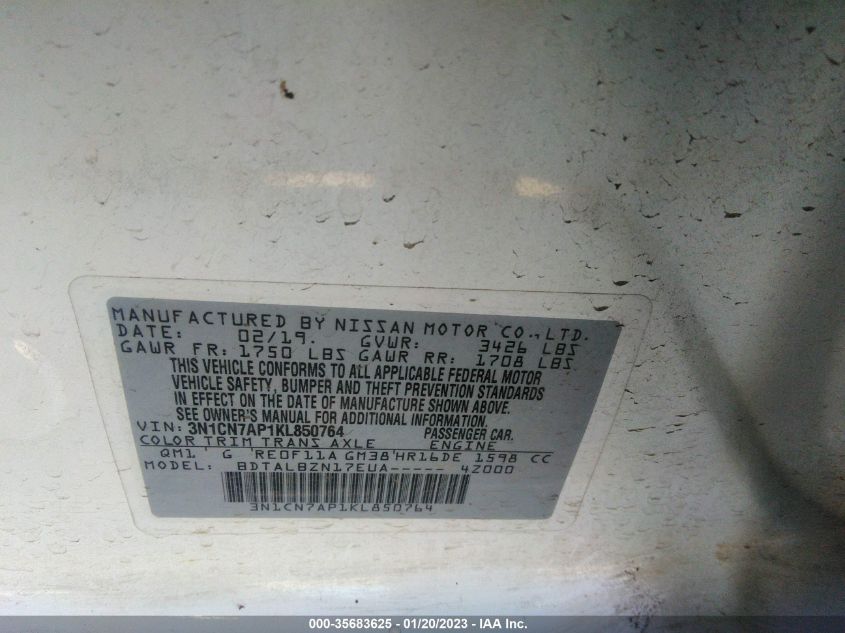 MANUFACTURED BY NISSAN MOTOR CO., LTD.
DATE: 02/19. GVWR: 3426 LBS
GAWR FR: 1750 LBS GAWR RR: 1708 LBS
THIS VEHICLE CONFORMS TO ALL APPLICABLE FEDERAL MOTOR
VEHICLE SAFETY, BUMPER AND THEFT PREVENTION STANDARDS
IN EFFECT ON THE DATE OF MANUFACTURE SHOWN ABOVE.
SEE OWNER'S MANUAL FOR ADDITIONAL INFORMATION.
VIN: 3N1CN7AP1KL850764 PASSENGER CAR.
COLOR TRIM TRANS AXLE ENGINE
QM1 G RE0F11A GM38 HR16DE 1598 CC
MODEL: BDTALBZN17EUA----- 4Z000
3N1CN7AP1KL850764
000-35683625 / 01/20/2023 - IAA Inc.